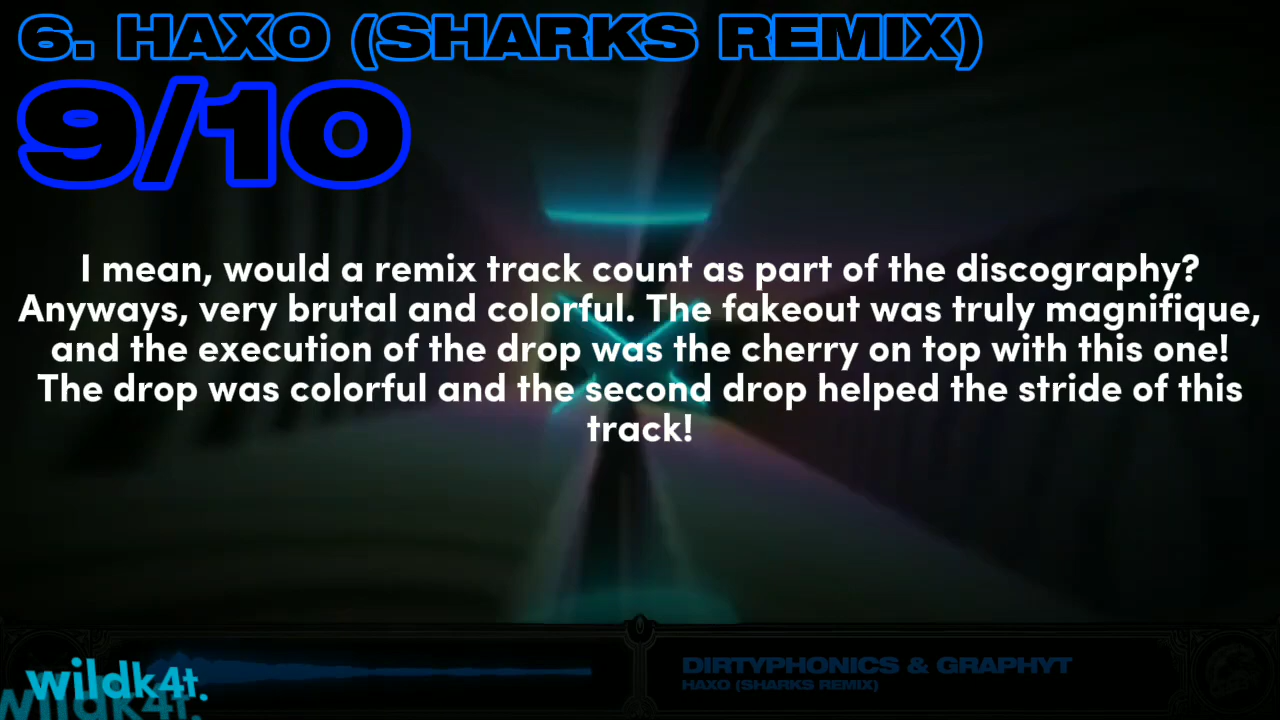 6. HAXO (SHARKS REMIX)
9/10
I mean, would a remix track count as part of the discography?
Anyways, very brutal and colorful. The fakeout was truly magnifique,
and the execution of the drop was the cherry on top with this one!
The drop was colorful and the second drop helped the stride of this
track!
DIRTYPHONICS & GRAPHYT
HAXO (SHARKS REMIX)
wildk4t.
wildk4t.